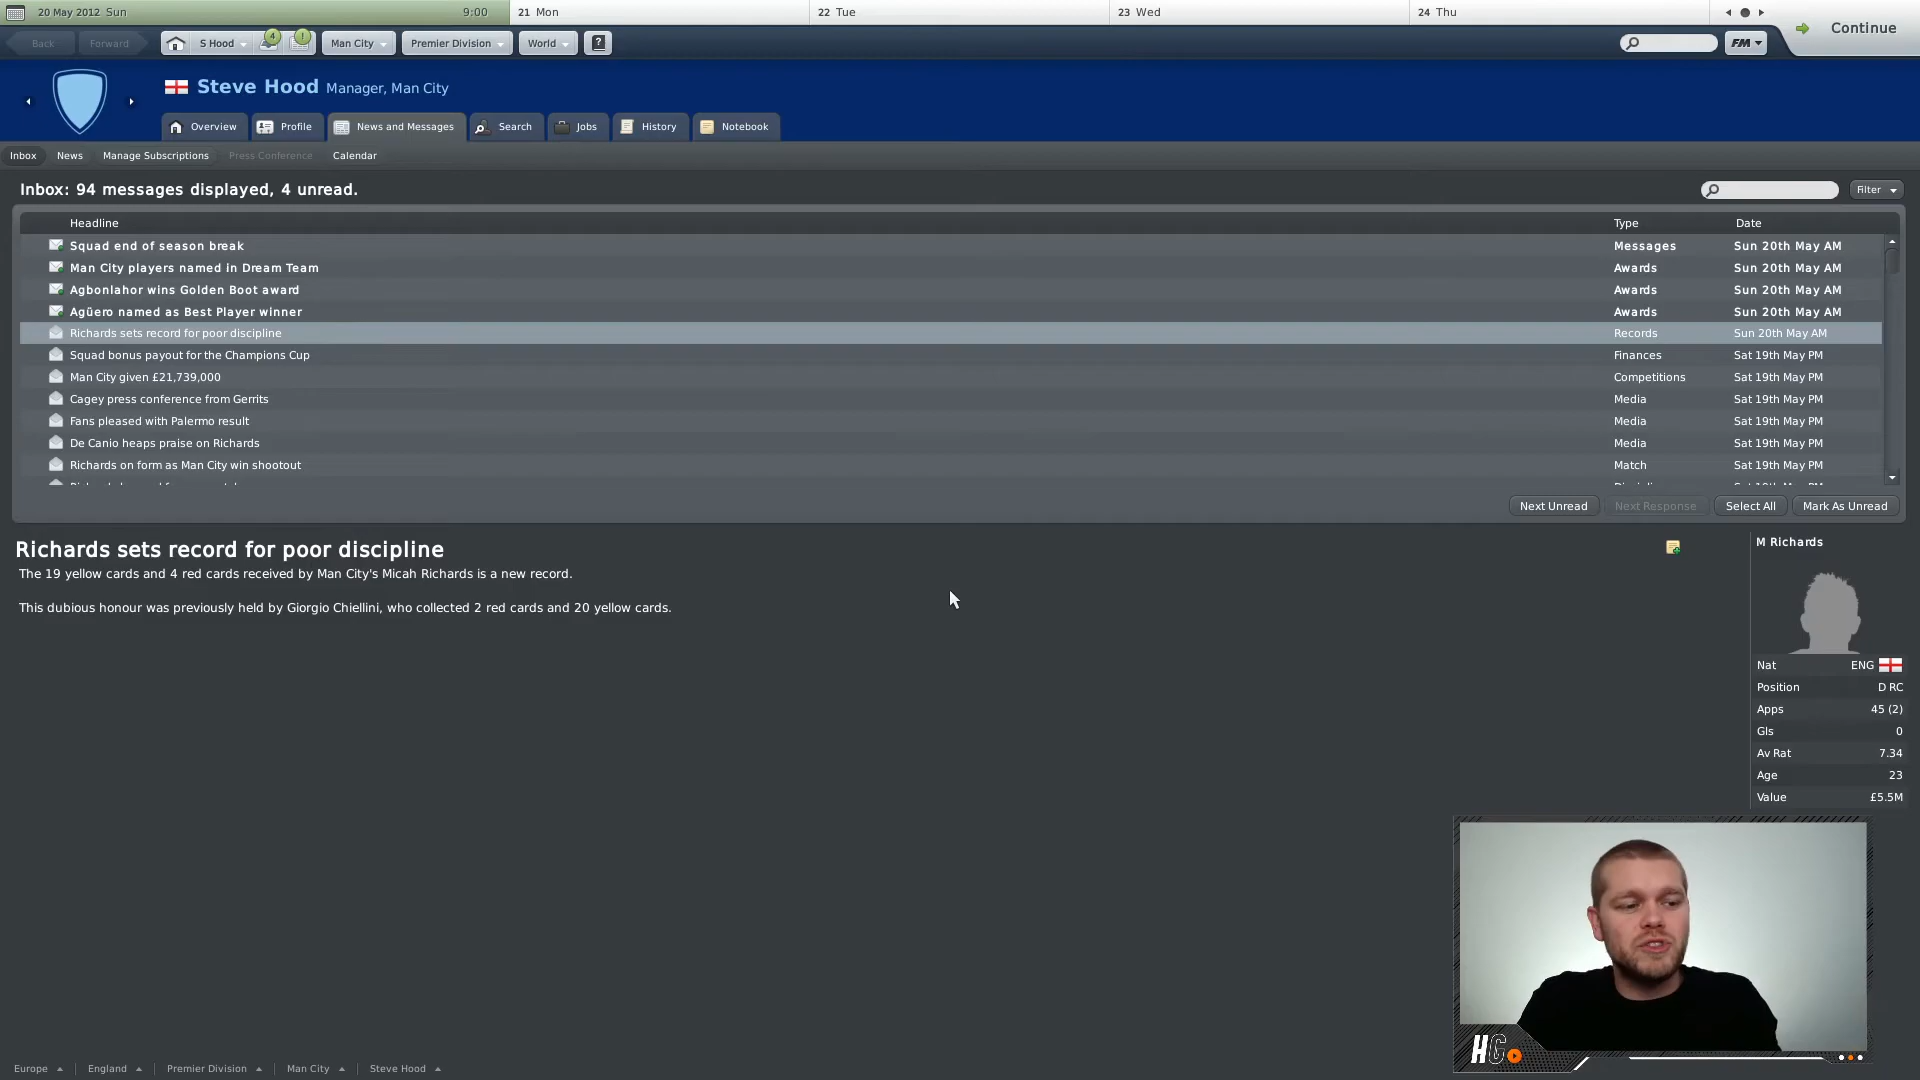 20 May 2012 Sun 9:00 21 Mon 22 Tue 23 Wed 24 Thu
Back Forward S Hood 4 ! Man City Premier Division World ? FM Continue
Steve Hood Manager, Man City
Overview Profile News and Messages Search Jobs History Notebook
Inbox News Manage Subscriptions Press Conference Calendar
Inbox: 94 messages displayed, 4 unread. Filter
Headline Type Date
Squad end of season break Messages Sun 20th May AM
Man City players named in Dream Team Awards Sun 20th May AM
Agbonlahor wins Golden Boot award Awards Sun 20th May AM
Agüero named as Best Player winner Awards Sun 20th May AM
Richards sets record for poor discipline Records Sun 20th May AM
Squad bonus payout for the Champions Cup Finances Sat 19th May PM
Man City given £21,739,000 Competitions Sat 19th May PM
Cagey press conference from Gerrits Media Sat 19th May PM
Fans pleased with Palermo result Media Sat 19th May PM
De Canio heaps praise on Richards Media Sat 19th May PM
Richards on form as Man City win shootout Match Sat 19th May PM
Next Unread Next Response Select All Mark As Unread
Richards sets record for poor discipline
The 19 yellow cards and 4 red cards received by Man City's Micah Richards is a new record.
This dubious honour was previously held by Giorgio Chiellini, who collected 2 red cards and 20 yellow cards.
M Richards
Nat ENG
Position D RC
Apps 45 (2)
Gls 0
Av Rat 7.34
Age 23
Value £5.5M
HG
Europe England Premier Division Man City Steve Hood